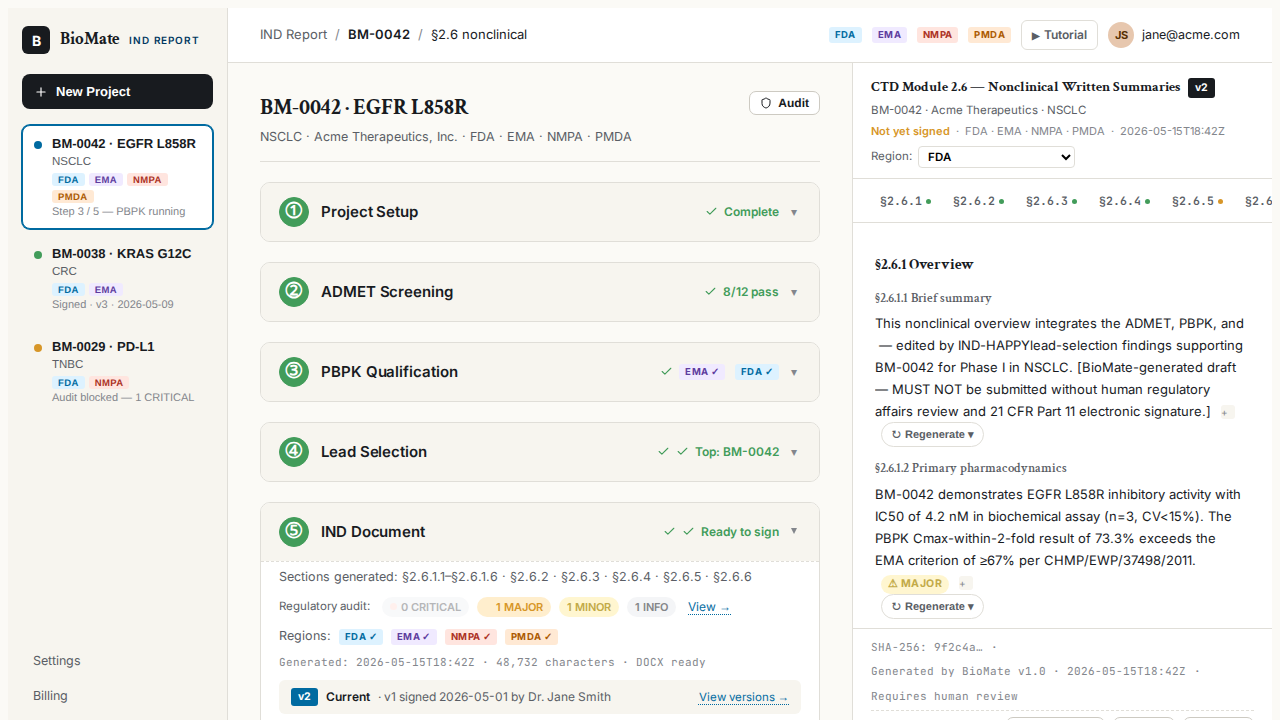 B BioMate IND REPORT
+ New Project
BM-0042 · EGFR L858R
NSCLC
FDA EMA NMPA
PMDA
Step 3 / 5 — PBPK running
BM-0038 · KRAS G12C
CRC
FDA EMA
Signed · v3 · 2026-05-09
BM-0029 · PD-L1
TNBC
FDA NMPA
Audit blocked — 1 CRITICAL
Settings
Billing
IND Report / BM-0042 / §2.6 nonclinical
FDA EMA NMPA PMDA ▶ Tutorial JS jane@acme.com
BM-0042 · EGFR L858R
Audit
NSCLC · Acme Therapeutics, Inc. · FDA · EMA · NMPA · PMDA
① Project Setup ✓ Complete ▼
② ADMET Screening ✓ 8/12 pass ▼
③ PBPK Qualification ✓ EMA ✓ FDA ✓ ▼
④ Lead Selection ✓ ✓ Top: BM-0042 ▼
⑤ IND Document ✓ ✓ Ready to sign ▼
Sections generated: §2.6.1.1–§2.6.1.6 · §2.6.2 · §2.6.3 · §2.6.4 · §2.6.5 · §2.6.6
Regulatory audit: 0 CRITICAL 1 MAJOR 1 MINOR 1 INFO View →
Regions: FDA ✓ EMA ✓ NMPA ✓ PMDA ✓
Generated: 2026-05-15T18:42Z · 48,732 characters · DOCX ready
v2 Current · v1 signed 2026-05-01 by Dr. Jane Smith View versions →
CTD Module 2.6 — Nonclinical Written Summaries v2
BM-0042 · Acme Therapeutics · NSCLC
Not yet signed · FDA · EMA · NMPA · PMDA · 2026-05-15T18:42Z
Region: FDA
§2.6.1 §2.6.2 §2.6.3 §2.6.4 §2.6.5 §2.6
§2.6.1 Overview
§2.6.1.1 Brief summary
This nonclinical overview integrates the ADMET, PBPK, and
— edited by IND-HAPPYlead-selection findings supporting
BM-0042 for Phase I in NSCLC. [BioMate-generated draft
— MUST NOT be submitted without human regulatory
affairs review and 21 CFR Part 11 electronic signature.] +
↻ Regenerate ▾
§2.6.1.2 Primary pharmacodynamics
BM-0042 demonstrates EGFR L858R inhibitory activity with
IC50 of 4.2 nM in biochemical assay (n=3, CV<15%). The
PBPK Cmax-within-2-fold result of 73.3% exceeds the
EMA criterion of ≥67% per CHMP/EWP/37498/2011.
⚠ MAJOR +
↻ Regenerate ▾
SHA-256: 9f2c4a… ·
Generated by BioMate v1.0 · 2026-05-15T18:42Z ·
Requires human review